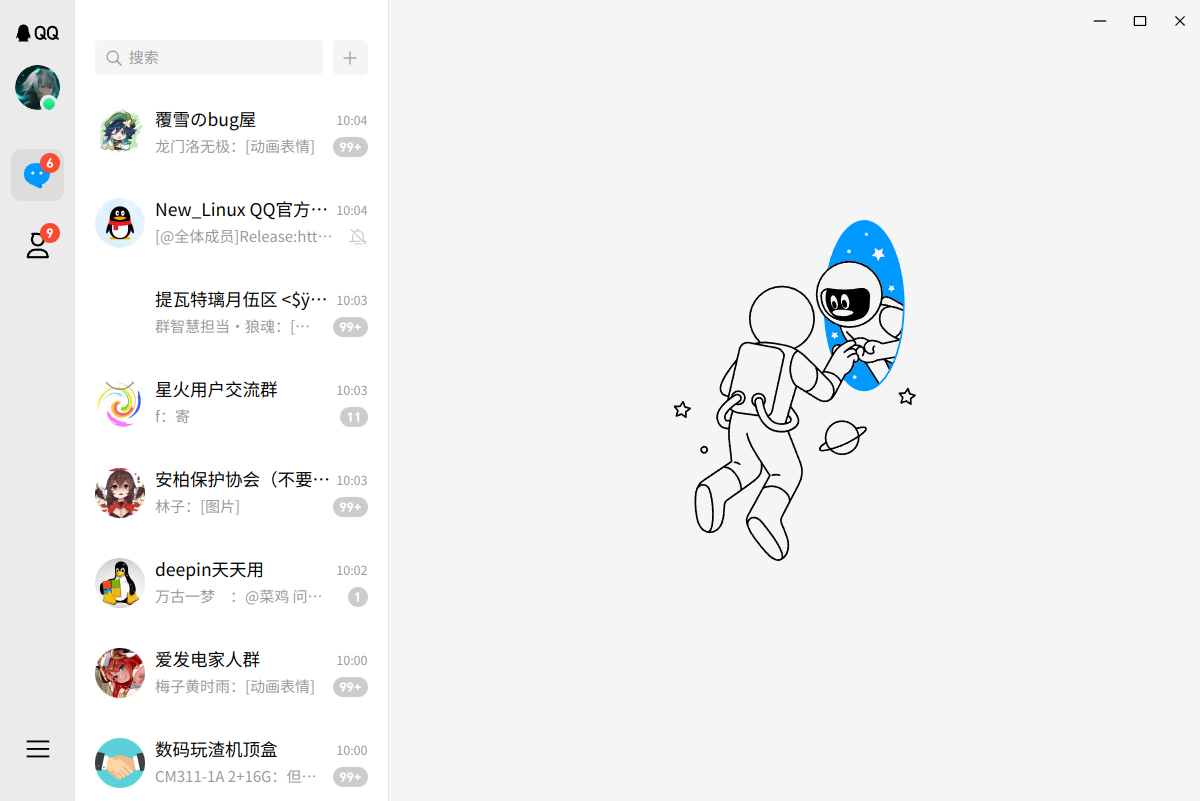 QQ
搜索
6
9
覆雪のbug屋 10:04
龙门洛无极：[动画表情] 99+
New_Linux QQ官方… 10:04
[@全体成员]Release:htt…
提瓦特璃月伍区 <$ÿ… 10:03
群智慧担当·狼魂：[… 99+
星火用户交流群 10:03
f：寄 11
安柏保护协会（不要… 10:03
林子：[图片] 99+
deepin天天用 10:02
万古一梦 ：@菜鸡 问… 1
爱发电家人群 10:00
梅子黄时雨：[动画表情] 99+
数码玩渣机顶盒 10:00
CM311-1A 2+16G：但… 99+